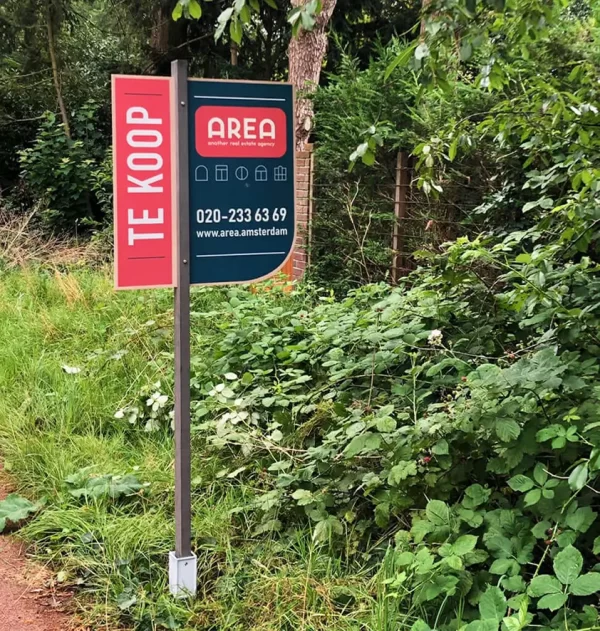 TE KOOP
AREA
another real estate agency
020-233 63 69
www.area.amsterdam